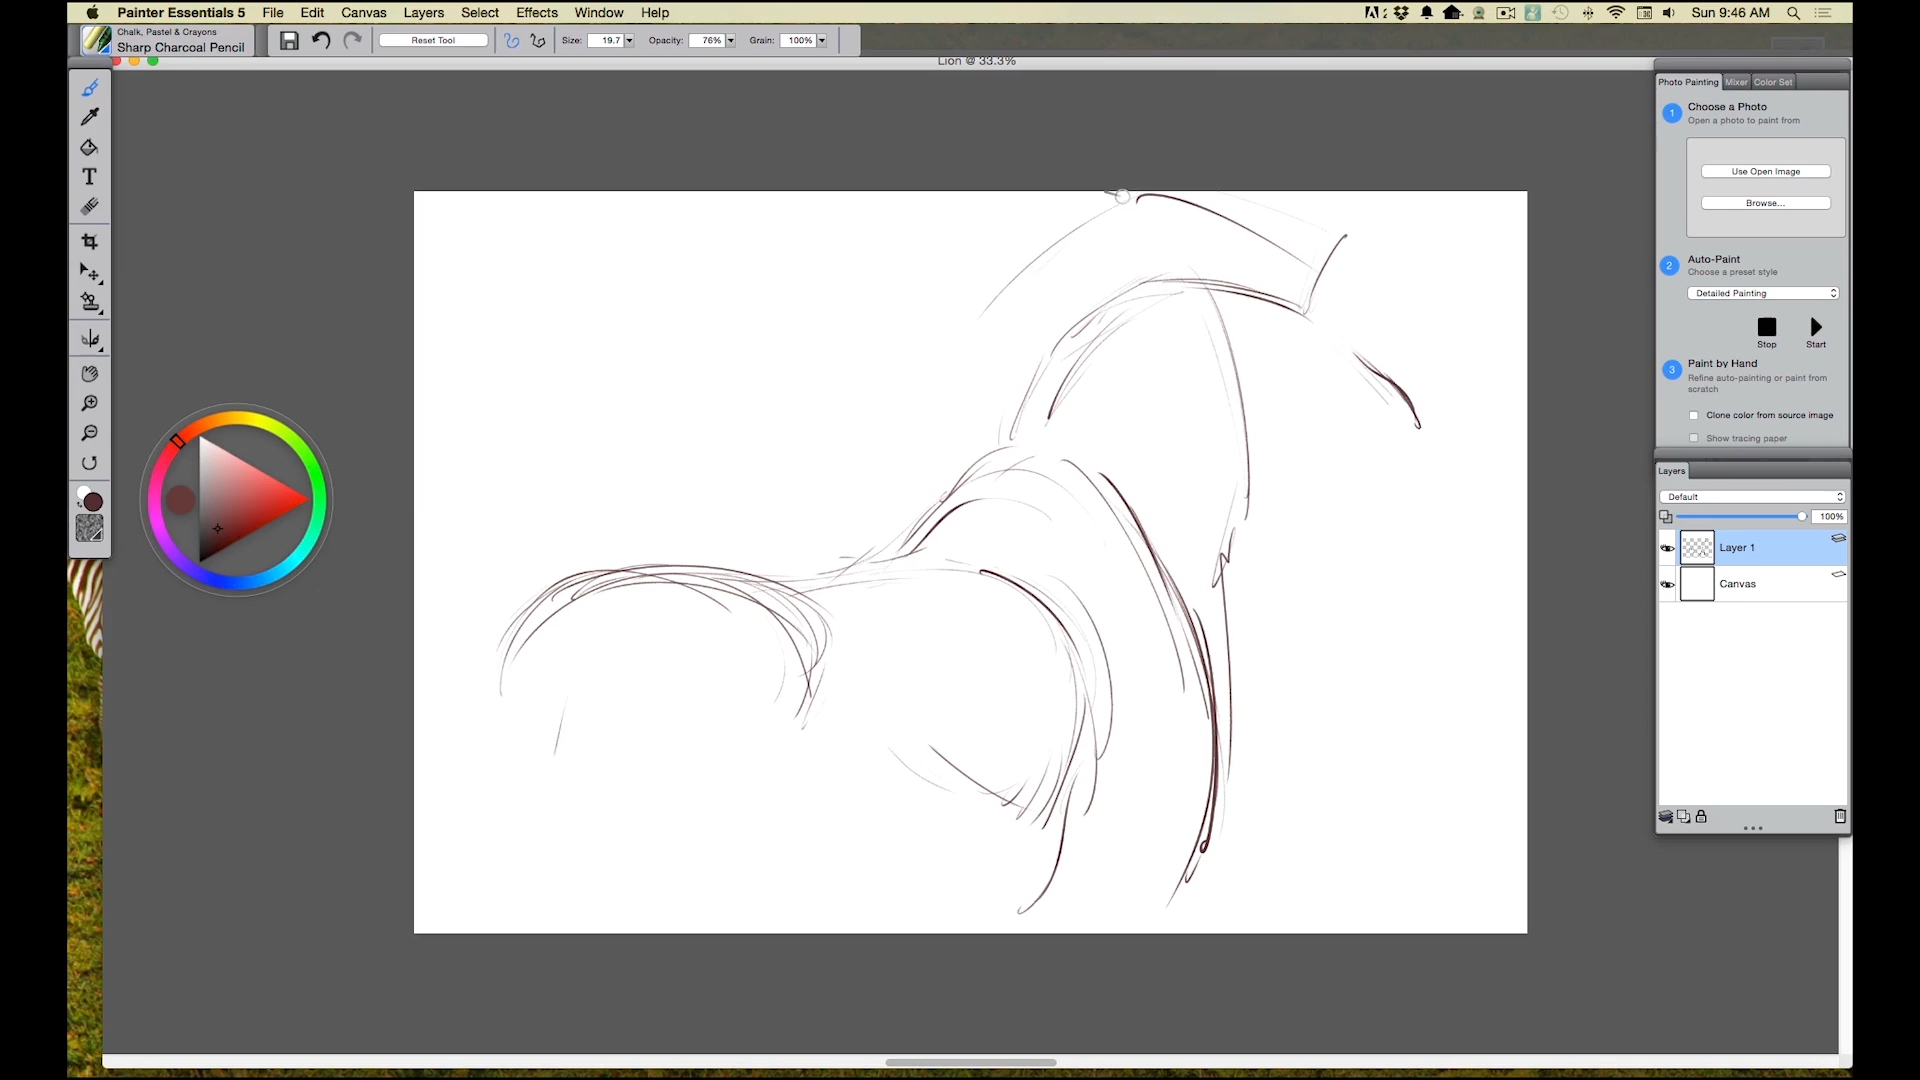 Painter Essentials 5 File Edit Canvas Layers Select Effects Window Help Sun 9:46 AM
Chalk, Pastel & Crayons
Sharp Charcoal Pencil
Reset Tool Size: 19.7 Opacity: 76% Grain: 100%
Lion @ 33.3%
T
Photo Painting Mixer Color Set
1 Choose a Photo
Open a photo to paint from
Use Open Image
Browse...
2 Auto-Paint
Choose a preset style
Detailed Painting
Stop Start
3 Paint by Hand
Refine auto-painting or paint from
scratch
Clone color from source image
Show tracing paper
Layers
Default
100%
Layer 1
Canvas